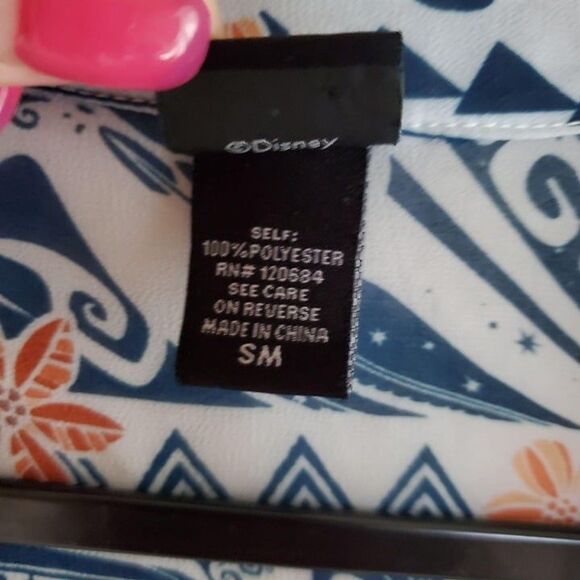 ©Disney
SELF:
100%POLYESTER
RN# 120684
SEE CARE
ON REVERSE
MADE IN CHINA
SM